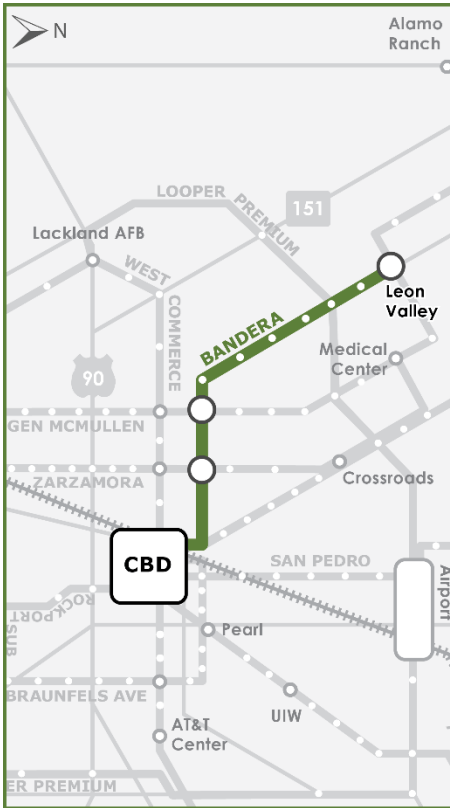 N
Alamo
Ranch
LOOPER
PREMIUM
151
Lackland AFB
WEST
COMMERCE
Leon
Valley
BANDERA
Medical
Center
90
GEN MCMULLEN
ZARZAMORA
Crossroads
CBD
SAN PEDRO
Airport
ROCKPORT
SUB
Pearl
BRAUNFELS AVE
UIW
AT&T
Center
ER PREMIUM